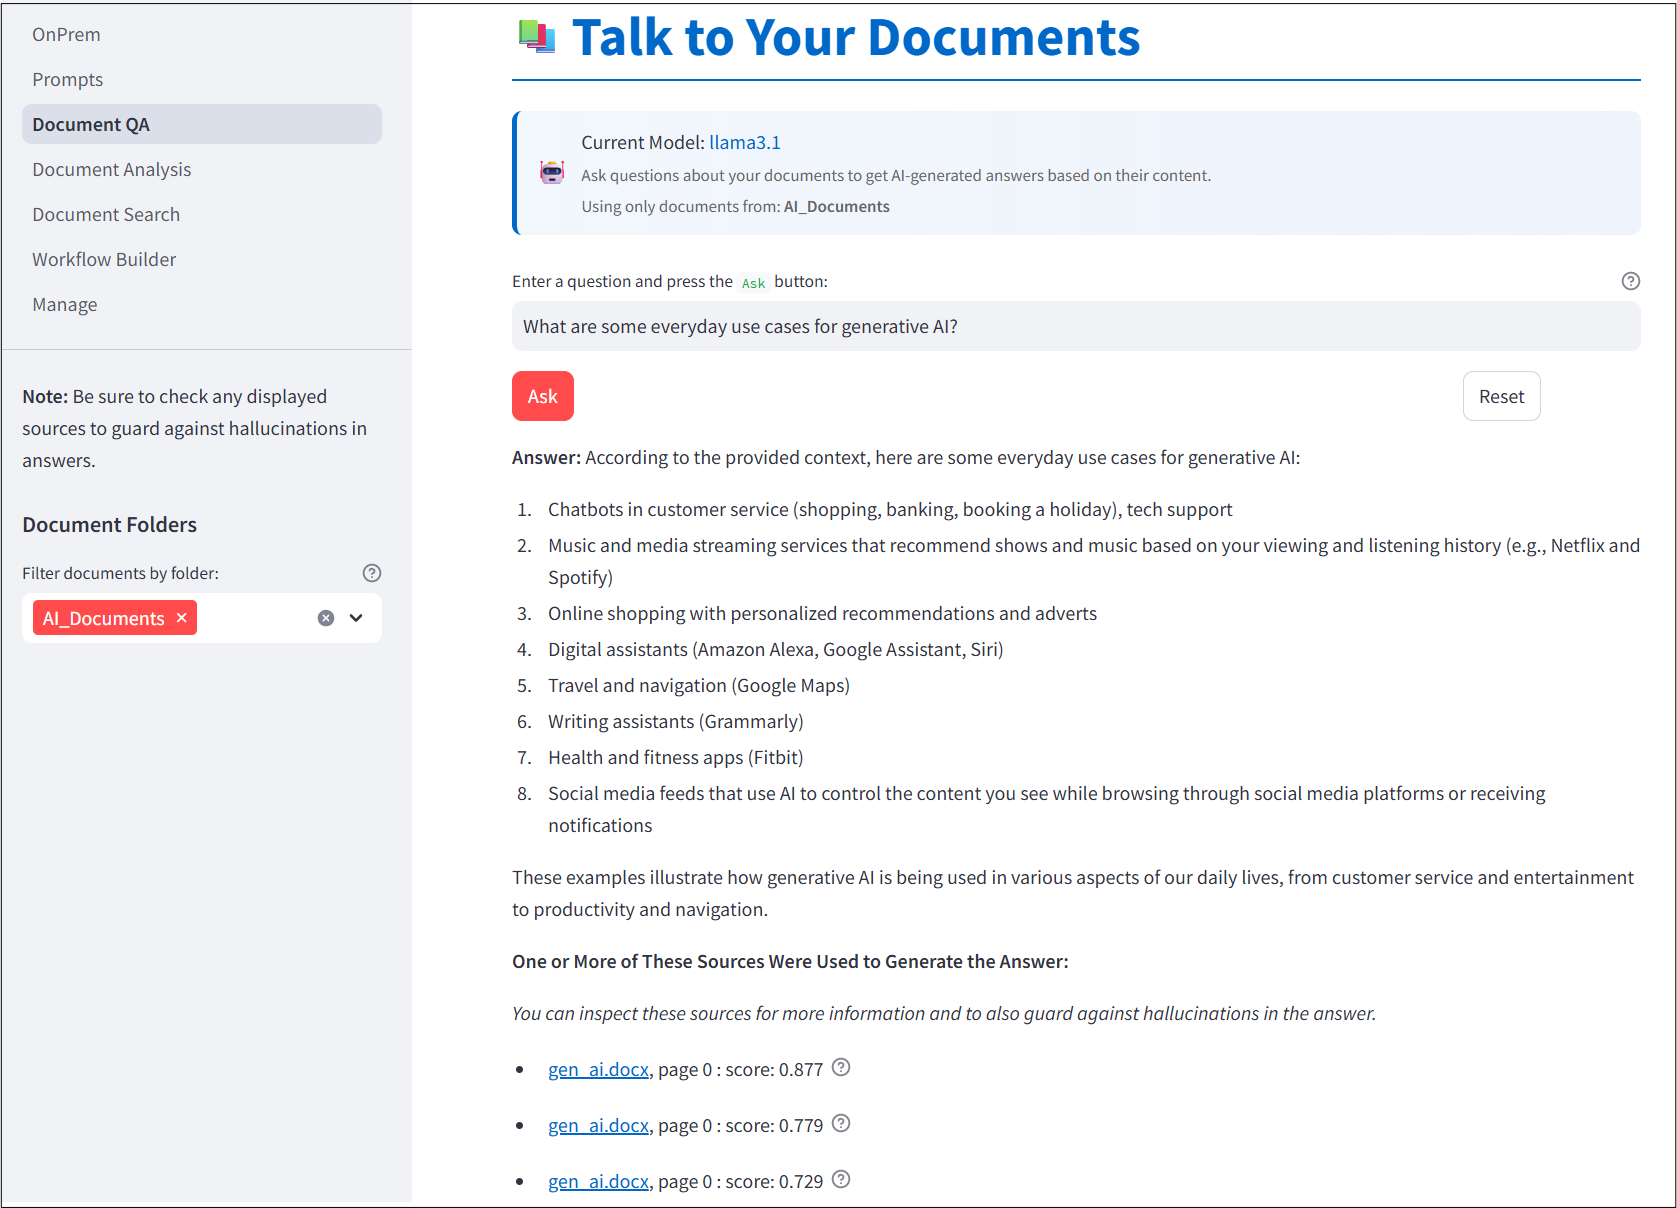 OnPrem
Prompts
Document QA
Document Analysis
Document Search
Workflow Builder
Manage
Note: Be sure to check any displayed
sources to guard against hallucinations in
answers.
Document Folders
Filter documents by folder:
AI_Documents
Talk to Your Documents
Current Model: llama3.1
Ask questions about your documents to get AI-generated answers based on their content.
Using only documents from: AI_Documents
Enter a question and press the Ask button:
What are some everyday use cases for generative AI?
Ask
Reset
Answer: According to the provided context, here are some everyday use cases for generative AI:
1. Chatbots in customer service (shopping, banking, booking a holiday), tech support
2. Music and media streaming services that recommend shows and music based on your viewing and listening history (e.g., Netflix and
Spotify)
3. Online shopping with personalized recommendations and adverts
4. Digital assistants (Amazon Alexa, Google Assistant, Siri)
5. Travel and navigation (Google Maps)
6. Writing assistants (Grammarly)
7. Health and fitness apps (Fitbit)
8. Social media feeds that use AI to control the content you see while browsing through social media platforms or receiving
notifications
These examples illustrate how generative AI is being used in various aspects of our daily lives, from customer service and entertainment
to productivity and navigation.
One or More of These Sources Were Used to Generate the Answer:
You can inspect these sources for more information and to also guard against hallucinations in the answer.
• gen_ai.docx, page 0 : score: 0.877
• gen_ai.docx, page 0 : score: 0.779
• gen_ai.docx, page 0 : score: 0.729